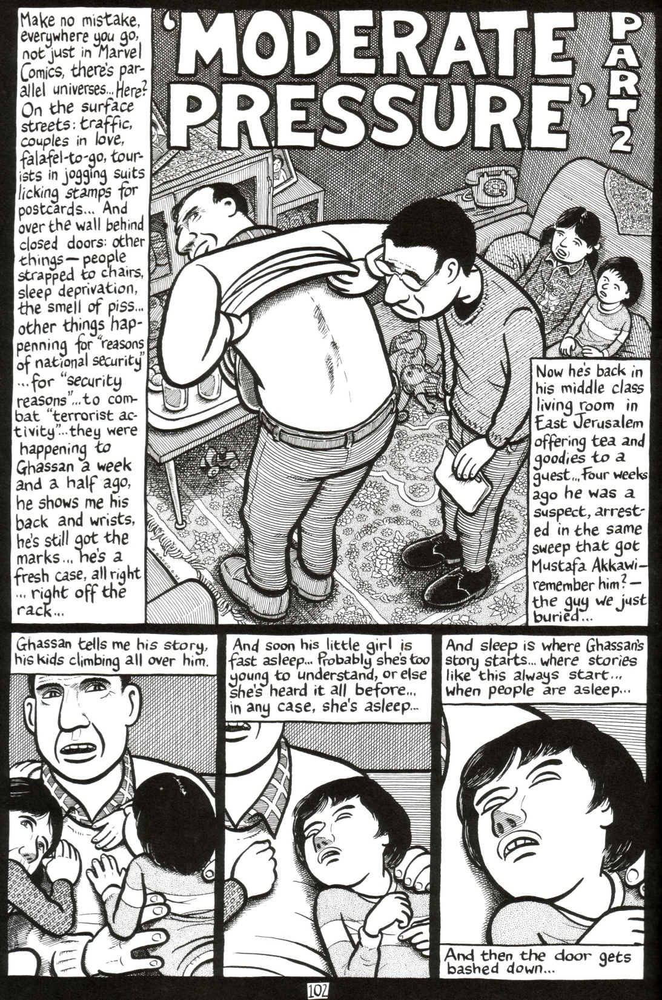 Make no mistake,
everywhere you go,
not just in Marvel
Comics, there's par-
allel universes... Here?
On the surface
streets: traffic,
couples in love,
falafel-to-go, tour-
ists in jogging suits
licking stamps for
postcards... And
over the wall behind
closed doors: other
things — people
strapped to chairs,
sleep deprivation,
the smell of piss...
other things hap-
penning for "reasons
of national security"
...for "security
reasons"...to com-
bat "terrorist ac-
tivity"...they were
happening to
Ghassan a week
and a half ago,
he shows me his
back and wrists,
he's still got the
marks... he's a
fresh case, all right
... right off the
rack...
'MODERATE
PRESSURE'
PART 2
J. SACCO 6.93
Now he's back in
his middle class
living room in
East Jerusalem
offering tea and
goodies to a
guest... Four weeks
ago he was a
suspect, arrest-
ed in the same
sweep that got
Mustafa Akkawi—
remember him?—
the guy we just
buried...
Ghassan tells me his story,
his kids climbing all over him.
And soon his little girl is
fast asleep... Probably she's too
young to understand, or else
she's heard it all before...
in any case, she's asleep...
And sleep is where Ghassan's
story starts... where stories
like this always start...
when people are asleep...
And then the door gets
bashed down...
102